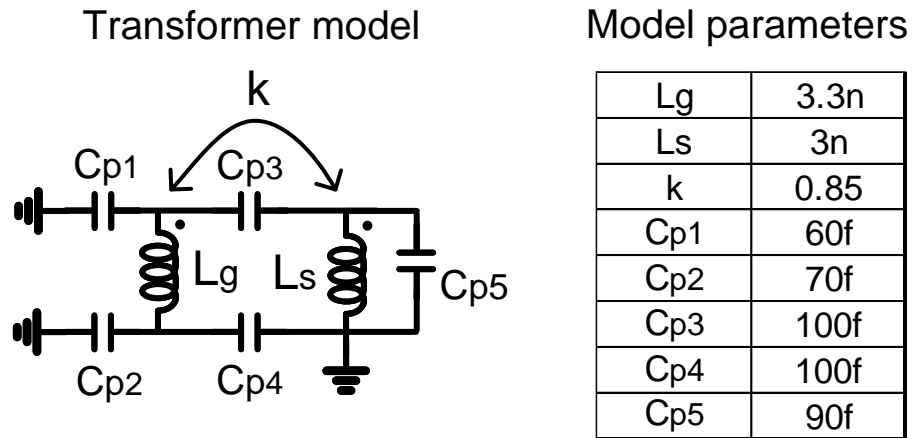 Transformer model
k
Cp1
Cp3
Lg
Ls
Cp5
Cp2
Cp4
Model parameters
Lg 3.3n
Ls 3n
k 0.85
Cp1 60f
Cp2 70f
Cp3 100f
Cp4 100f
Cp5 90f